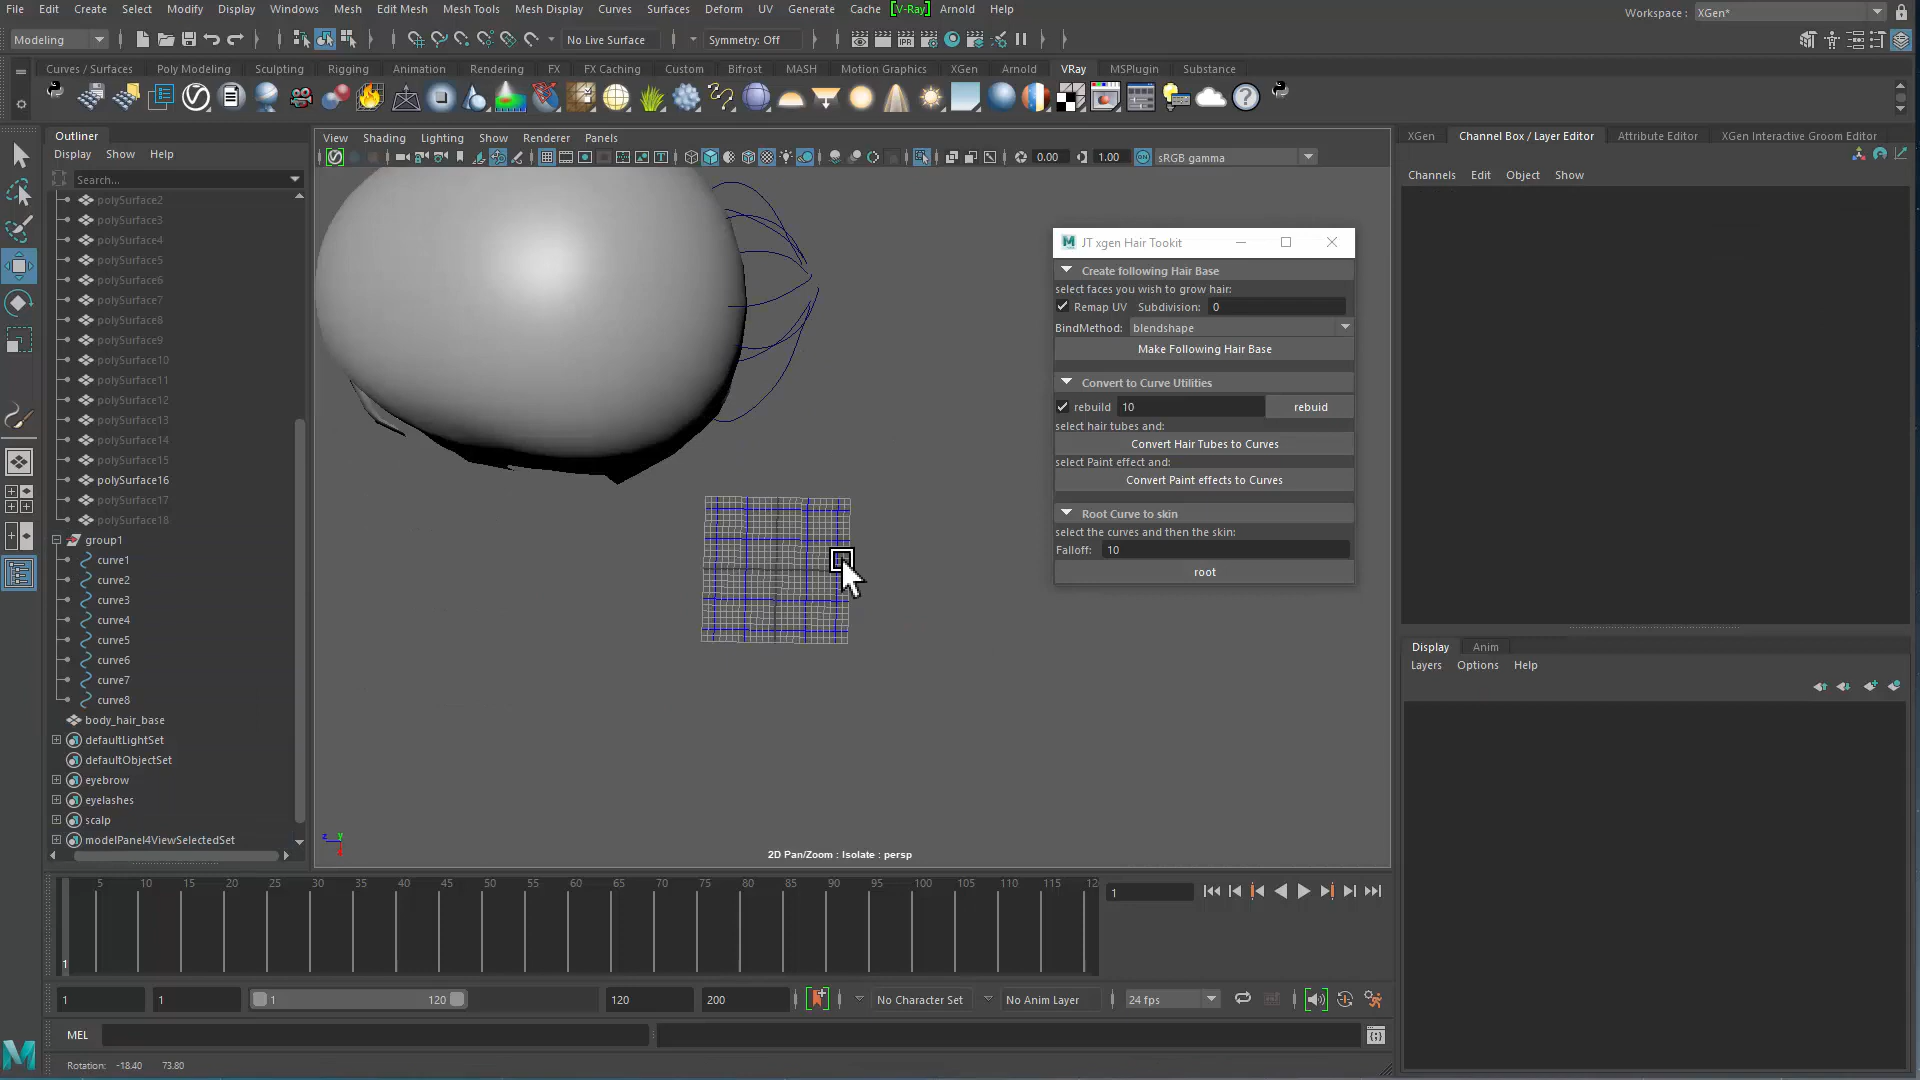 File Edit Create Select Modify Display Windows Mesh Edit Mesh Mesh Tools Mesh Display Curves Surfaces Deform UV Generate Cache [V-Ray] Arnold Help
Workspace : XGen*
Modeling No Live Surface Symmetry: Off
Curves / Surfaces Poly Modeling Sculpting Rigging Animation Rendering FX FX Caching Custom Bifrost MASH Motion Graphics XGen Arnold VRay MSPlugin Substance
Outliner
Display Show Help
Search...
polySurface2
polySurface3
polySurface4
polySurface5
polySurface6
polySurface7
polySurface8
polySurface9
polySurface10
polySurface11
polySurface12
polySurface13
polySurface14
polySurface15
polySurface16
polySurface17
polySurface18
group1
curve1
curve2
curve3
curve4
curve5
curve6
curve7
curve8
body_hair_base
defaultLightSet
defaultObjectSet
eyebrow
eyelashes
scalp
modelPanel4ViewSelectedSet
View Shading Lighting Show Renderer Panels
0.00 1.00 sRGB gamma
JT xgen Hair Tookit
Create following Hair Base
select faces you wish to grow hair:
Remap UV Subdivision: 0
BindMethod: blendshape
Make Following Hair Base
Convert to Curve Utilities
rebuild 10 rebuid
select hair tubes and:
Convert Hair Tubes to Curves
select Paint effect and:
Convert Paint effects to Curves
Root Curve to skin
select the curves and then the skin:
Falloff: 10
root
2D Pan/Zoom : Isolate : persp
z y
XGen Channel Box / Layer Editor Attribute Editor XGen Interactive Groom Editor
Channels Edit Object Show
Display Anim
Layers Options Help
5 10 15 20 25 30 35 40 45 50 55 60 65 70 75 80 85 90 95 100 105 110 115 12
1
1
1 1 1 120 120 200 No Character Set No Anim Layer 24 fps
MEL
Rotation: -18.40 73.80